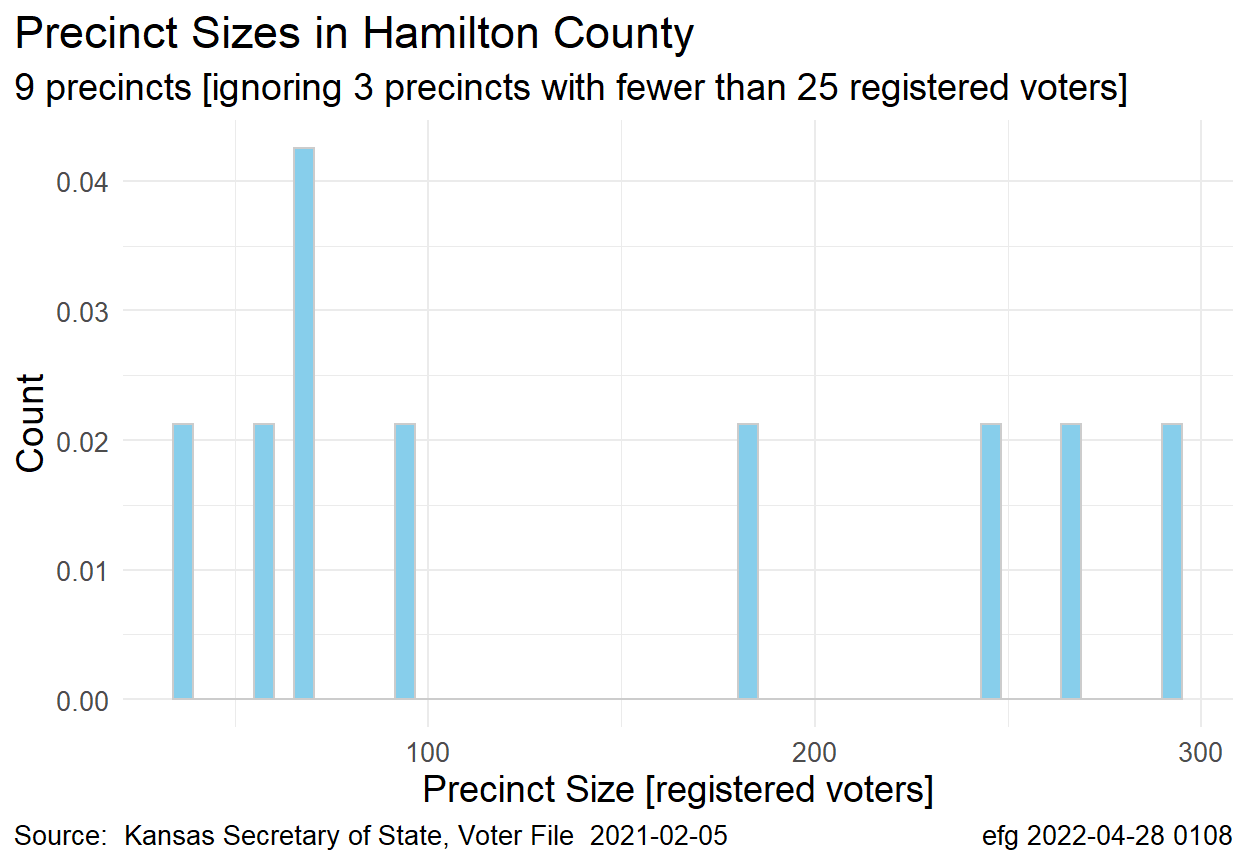 Precinct Sizes in Hamilton County
9 precincts [ignoring 3 precincts with fewer than 25 registered voters]
0.04
0.03
0.02
0.01
0.00
Count
100 200 300
Precinct Size [registered voters]
Source:  Kansas Secretary of State, Voter File  2021-02-05 efg 2022-04-28 0108